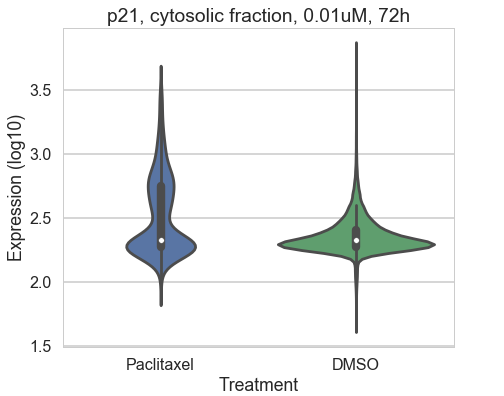 p21, cytosolic fraction, 0.01uM, 72h
Expression (log10)
3.5
3.0
2.5
2.0
1.5
Paclitaxel DMSO
Treatment